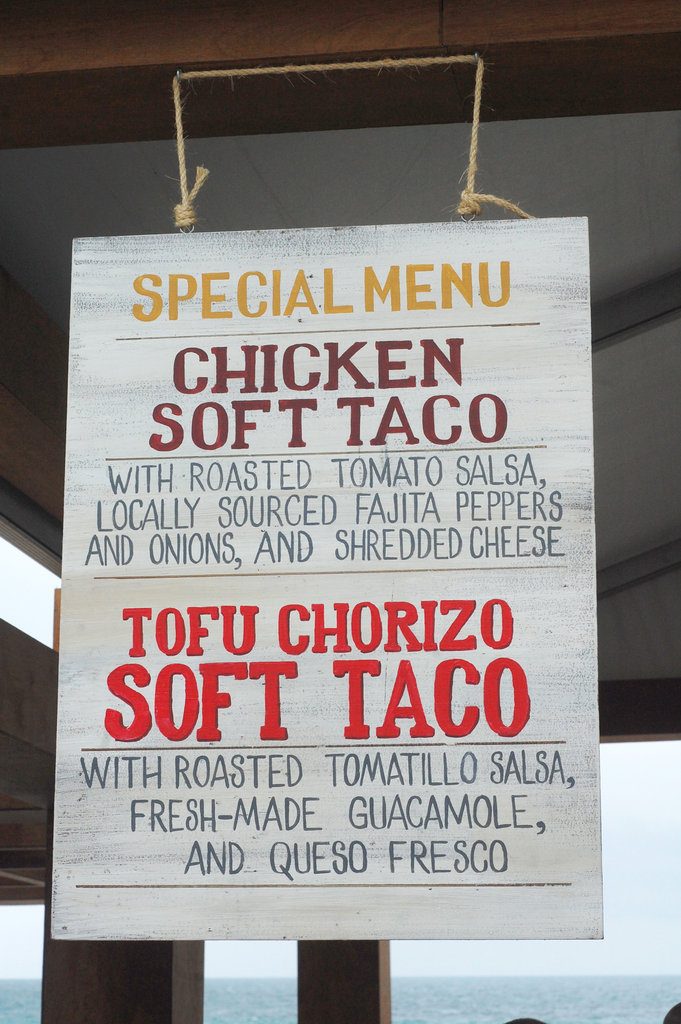 SPECIAL MENU
CHICKEN
SOFT TACO
WITH ROASTED TOMATO SALSA,
LOCALLY SOURCED FAJITA PEPPERS
AND ONIONS, AND SHREDDED CHEESE
TOFU CHORIZO
SOFT TACO
WITH ROASTED TOMATILLO SALSA,
FRESH-MADE GUACAMOLE,
AND QUESO FRESCO